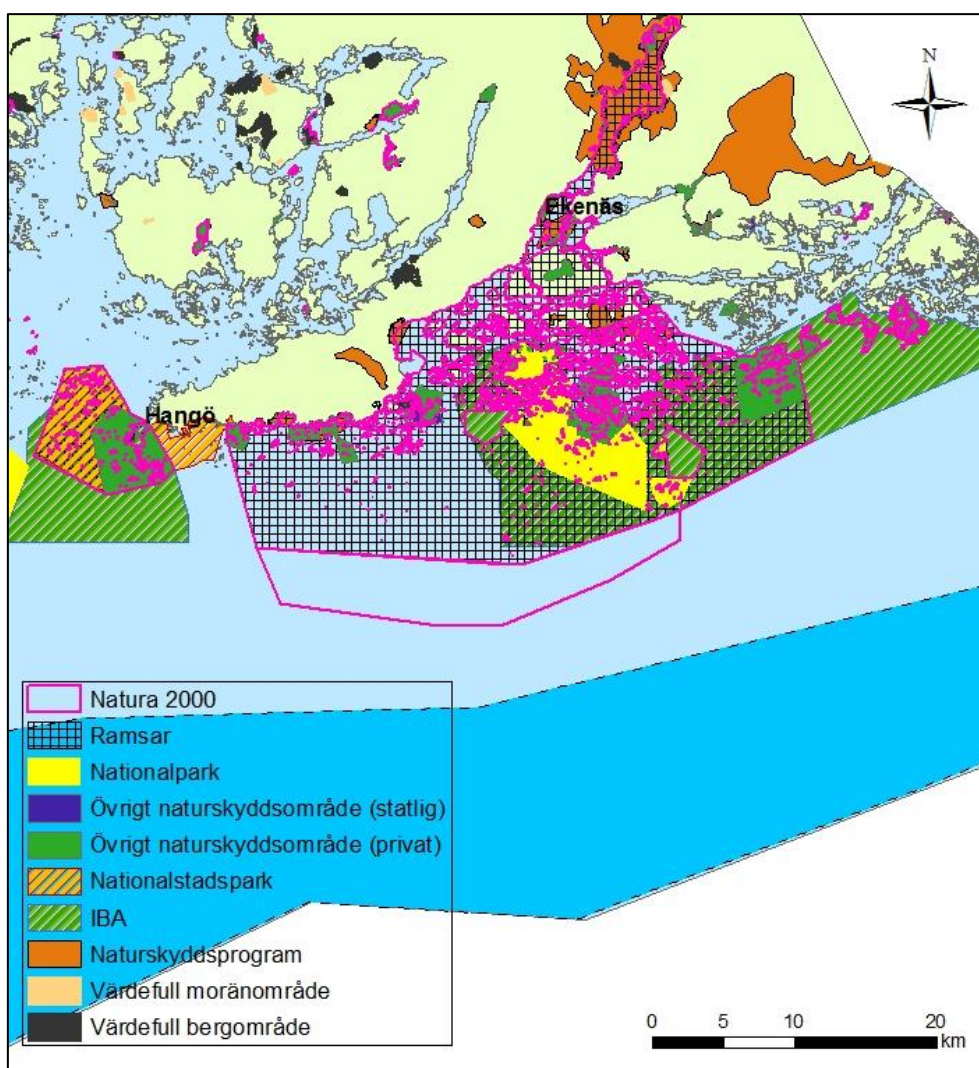 N
Ekenäs
Hangö
Natura 2000
Ramsar
Nationalpark
Övrigt naturskyddsområde (statlig)
Övrigt naturskyddsområde (privat)
Nationalstadspark
IBA
Naturskyddsprogram
Värdefull moränområde
Värdefull bergområde
0 5 10 20
km